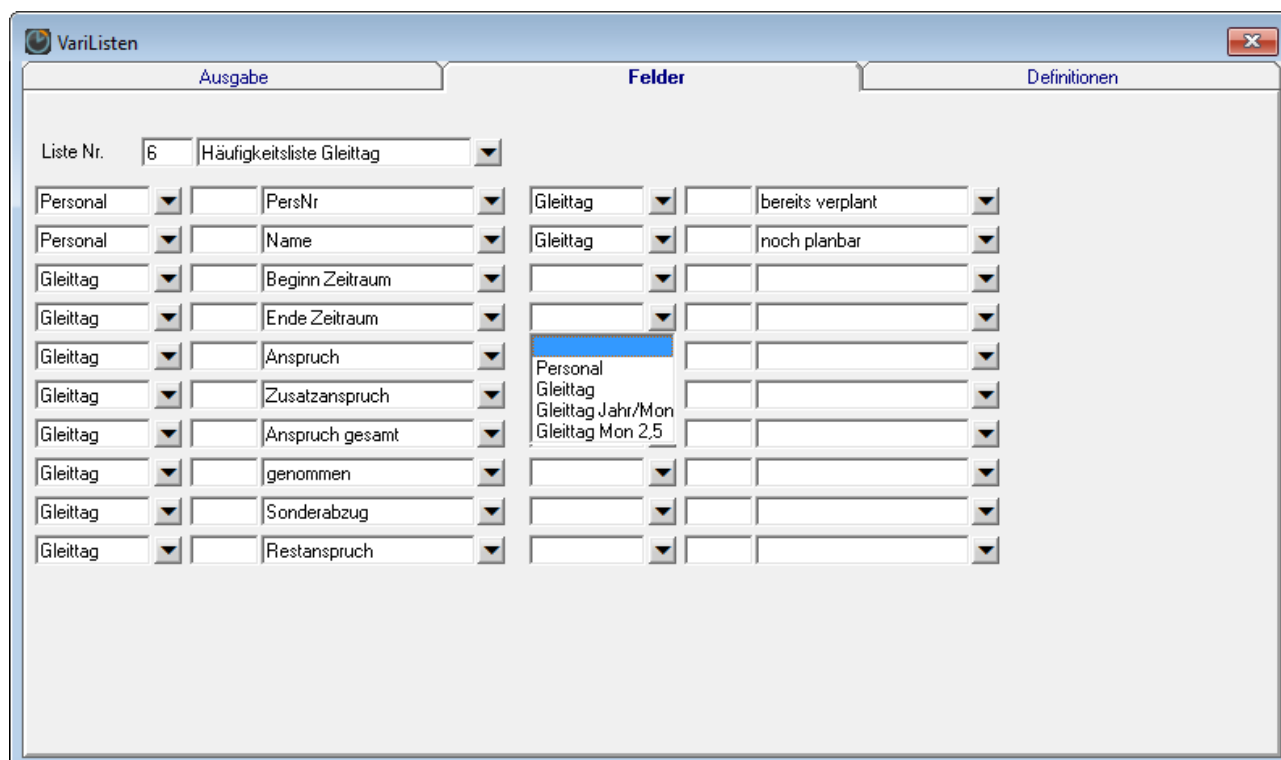 VariListen
Ausgabe Felder Definitionen
Liste Nr. 6 Häufigkeitsliste Gleittag
Personal PersNr Gleittag bereits verplant
Personal Name Gleittag noch planbar
Gleittag Beginn Zeitraum
Gleittag Ende Zeitraum
Gleittag Anspruch
Personal
Gleittag Zusatzanspruch Gleittag
Gleittag Jahr/Mon
Gleittag Anspruch gesamt Gleittag Mon 2,5
Gleittag genommen
Gleittag Sonderabzug
Gleittag Restanspruch